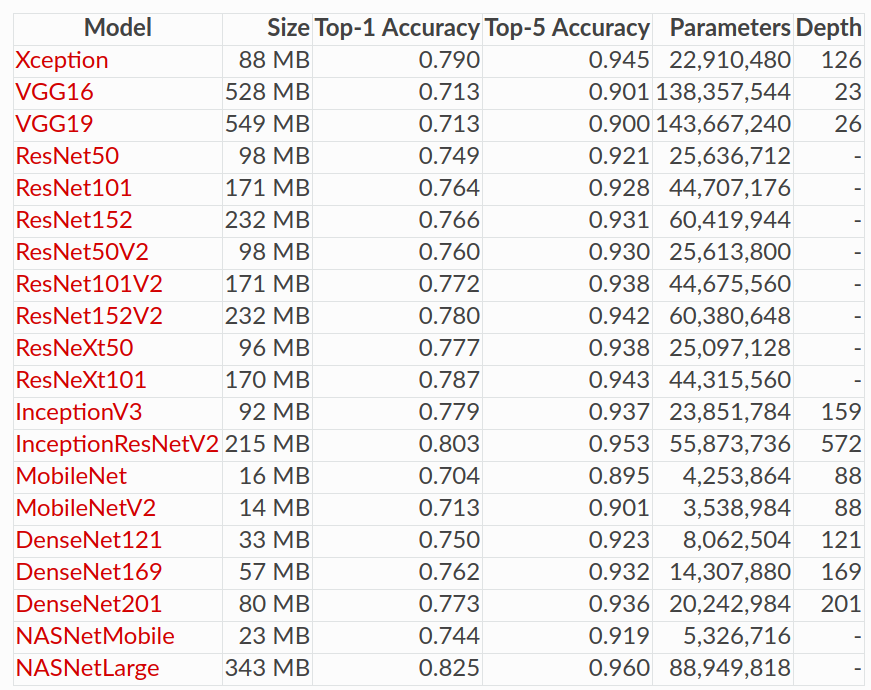 Model Size Top-1 Accuracy Top-5 Accuracy Parameters Depth
Xception 88 MB 0.790 0.945 22,910,480 126
VGG16 528 MB 0.713 0.901 138,357,544 23
VGG19 549 MB 0.713 0.900 143,667,240 26
ResNet50 98 MB 0.749 0.921 25,636,712 -
ResNet101 171 MB 0.764 0.928 44,707,176 -
ResNet152 232 MB 0.766 0.931 60,419,944 -
ResNet50V2 98 MB 0.760 0.930 25,613,800 -
ResNet101V2 171 MB 0.772 0.938 44,675,560 -
ResNet152V2 232 MB 0.780 0.942 60,380,648 -
ResNeXt50 96 MB 0.777 0.938 25,097,128 -
ResNeXt101 170 MB 0.787 0.943 44,315,560 -
InceptionV3 92 MB 0.779 0.937 23,851,784 159
InceptionResNetV2 215 MB 0.803 0.953 55,873,736 572
MobileNet 16 MB 0.704 0.895 4,253,864 88
MobileNetV2 14 MB 0.713 0.901 3,538,984 88
DenseNet121 33 MB 0.750 0.923 8,062,504 121
DenseNet169 57 MB 0.762 0.932 14,307,880 169
DenseNet201 80 MB 0.773 0.936 20,242,984 201
NASNetMobile 23 MB 0.744 0.919 5,326,716 -
NASNetLarge 343 MB 0.825 0.960 88,949,818 -